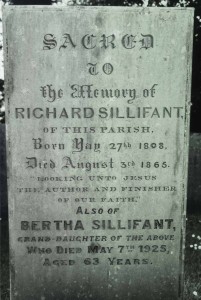 SACRED
TO
the Memory of
RICHARD SILLIFANT,
OF THIS PARISH,
Born May 27th 1808,
Died August 3rd 1865.
"LOOKING UNTO JESUS
THE AUTHOR AND FINISHER
OF OUR FAITH."
ALSO OF
BERTHA SILLIFANT,
GRAND-DAUGHTER OF THE ABOVE
WHO DIED MAY 7TH 1925,
AGED 63 YEARS.